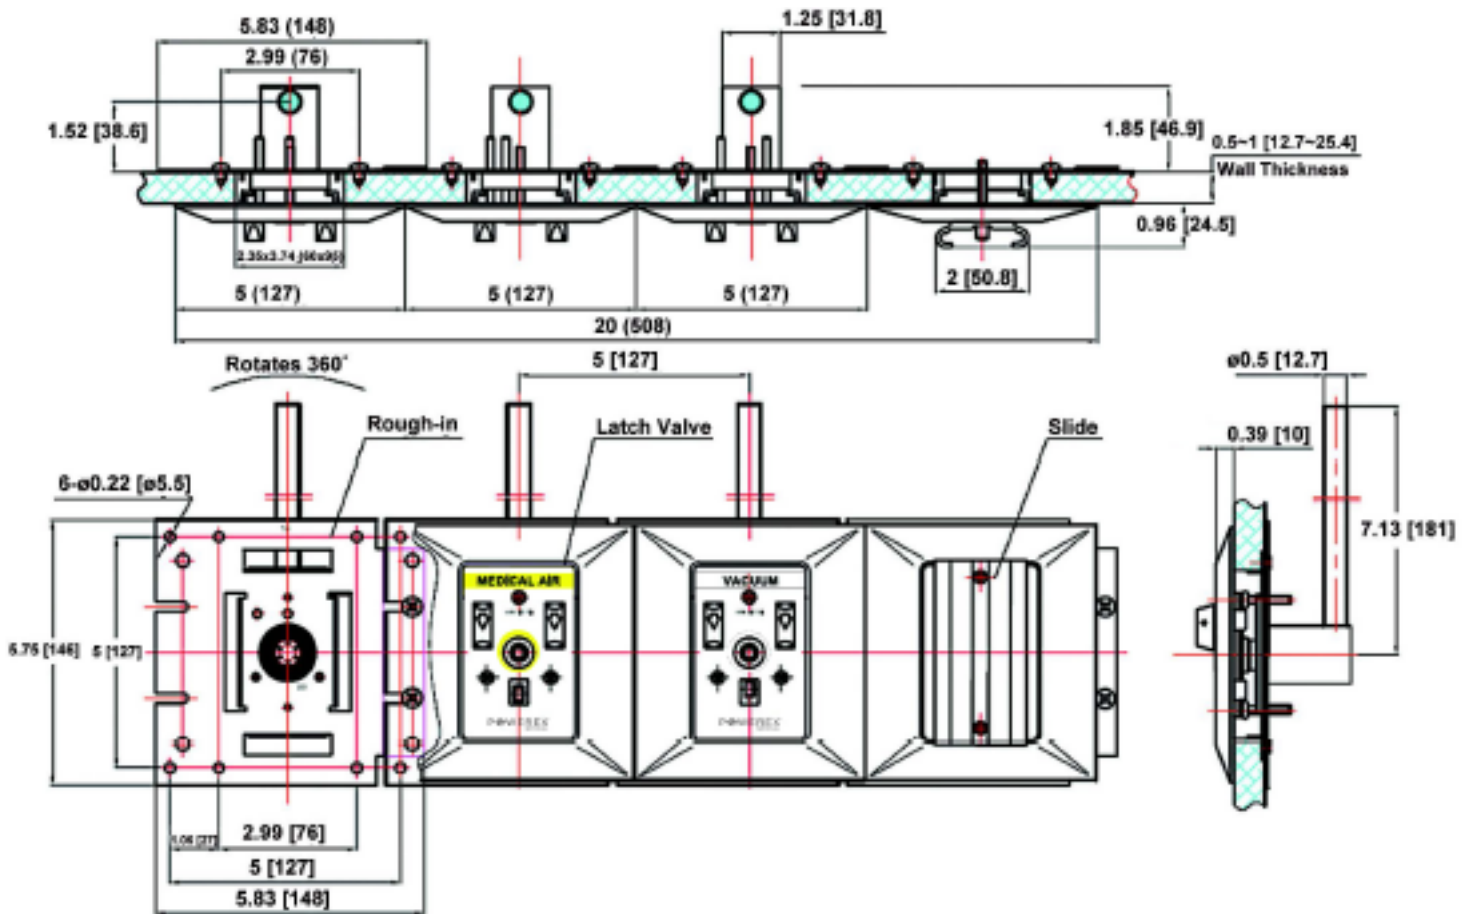 5.83 (148)
1.25 [31.8]
2.99 (76)
1.52 [38.6]
1.85 [46.9]
0.5~1 [12.7~25.4]
Wall Thickness
0.96 [24.5]
2.35x3.74 (60x95)
5 (127)
5 (127)
5 (127)
2 [50.8]
20 (508)
Rotates 360°
5 [127]
ø0.5 [12.7]
Rough-in
Latch Valve
Slide
0.39 [10]
6-ø0.22 [ø5.5]
7.13 [181]
MEDICAL AIR
VACUUM
5.75 [146]
5 [127]
POWEREX
POWEREX
1.06 [27]
2.99 [76]
5 [127]
5.83 [148]